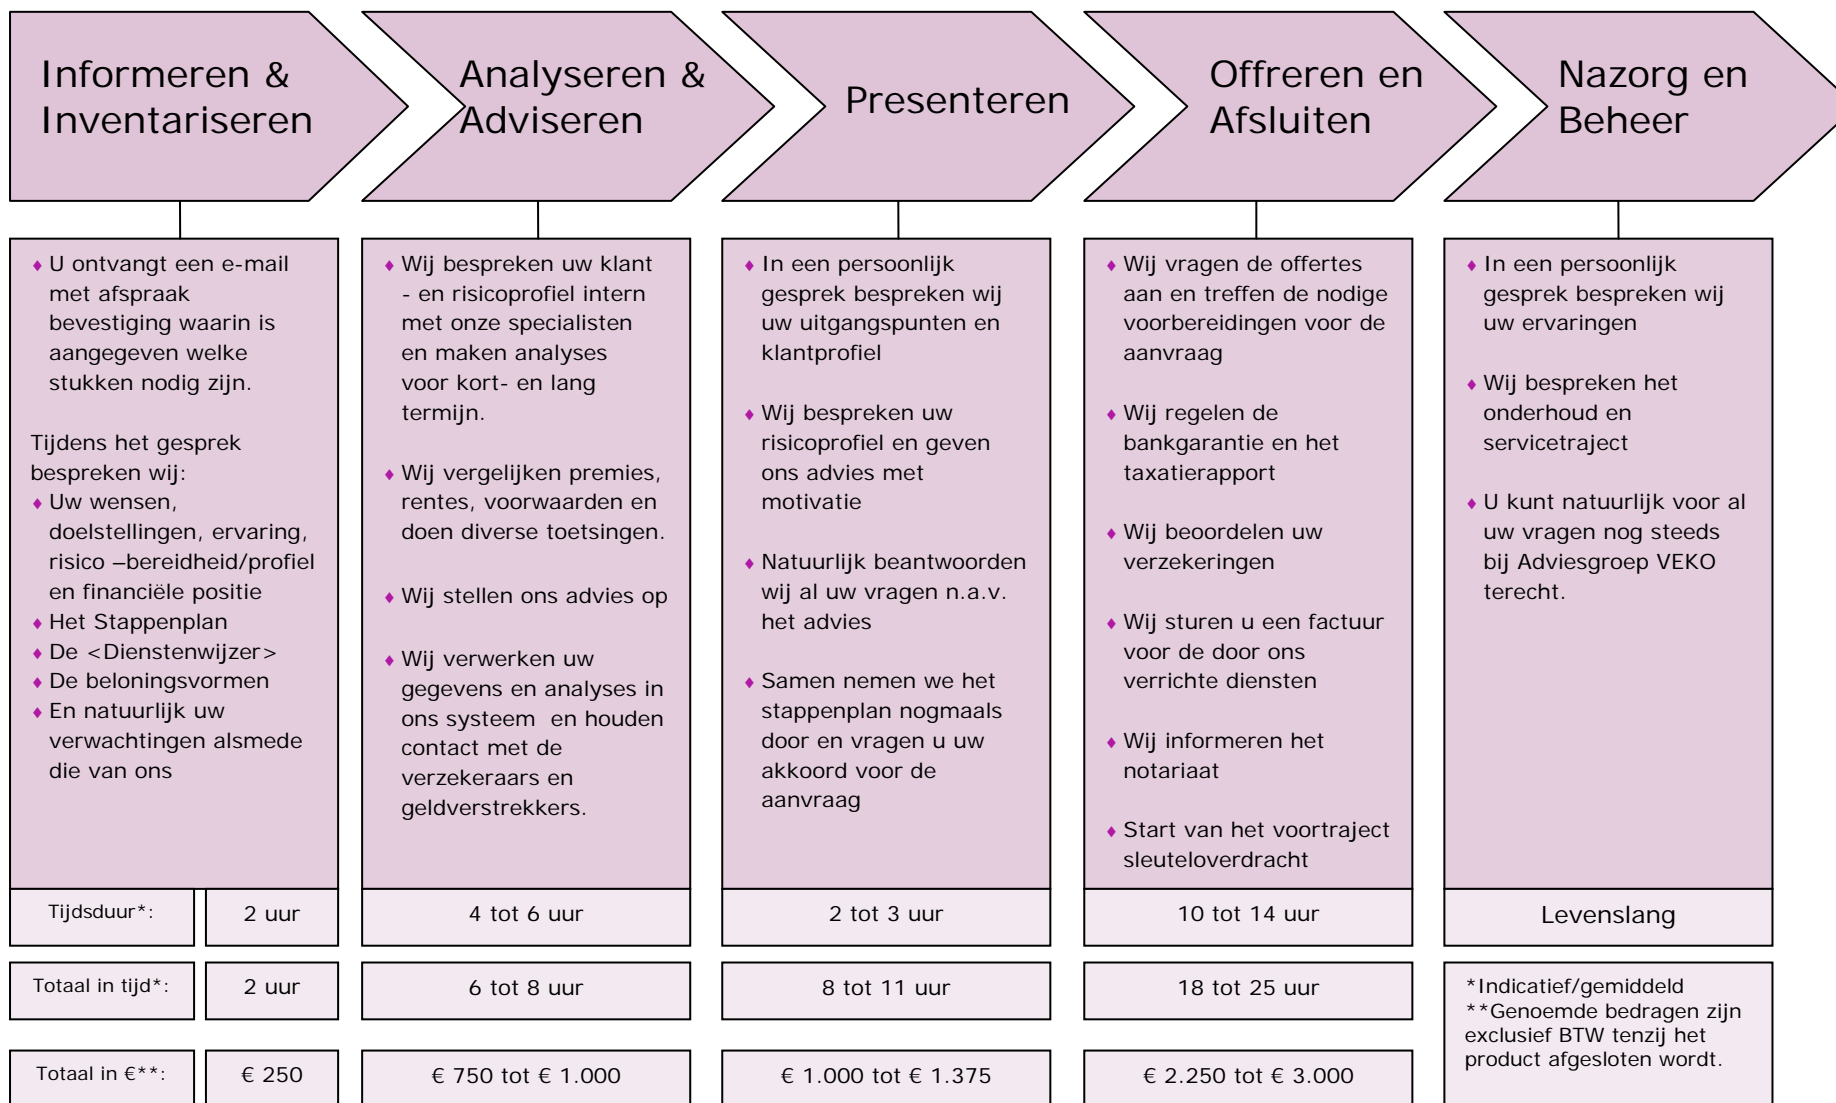 Informeren &
Inventariseren
Analyseren &
Adviseren
Presenteren
Offreren en
Afsluiten
Nazorg en
Beheer
♦ U ontvangt een e-mail
met afspraak
bevestiging waarin is
aangegeven welke
stukken nodig zijn.
Tijdens het gesprek
bespreken wij:
♦ Uw wensen,
doelstellingen, ervaring,
risico –bereidheid/profiel
en financiële positie
♦ Het Stappenplan
♦ De <Dienstenwijzer>
♦ De beloningsvormen
♦ En natuurlijk uw
verwachtingen alsmede
die van ons
♦ Wij bespreken uw klant
- en risicoprofiel intern
met onze specialisten
en maken analyses
voor kort- en lang
termijn.
♦ Wij vergelijken premies,
rentes, voorwaarden en
doen diverse toetsingen.
♦ Wij stellen ons advies op
♦ Wij verwerken uw
gegevens en analyses in
ons systeem en houden
contact met de
verzekeraars en
geldverstrekkers.
♦ In een persoonlijk
gesprek bespreken wij
uw uitgangspunten en
klantprofiel
♦ Wij bespreken uw
risicoprofiel en geven
ons advies met
motivatie
♦ Natuurlijk beantwoorden
wij al uw vragen n.a.v.
het advies
♦ Samen nemen we het
stappenplan nogmaals
door en vragen u uw
akkoord voor de
aanvraag
♦ Wij vragen de offertes
aan en treffen de nodige
voorbereidingen voor de
aanvraag
♦ Wij regelen de
bankgarantie en het
taxatierapport
♦ Wij beoordelen uw
verzekeringen
♦ Wij sturen u een factuur
voor de door ons
verrichte diensten
♦ Wij informeren het
notariaat
♦ Start van het voortraject
sleuteloverdracht
♦ In een persoonlijk
gesprek bespreken wij
uw ervaringen
♦ Wij bespreken het
onderhoud en
servicetraject
♦ U kunt natuurlijk voor al
uw vragen nog steeds
bij Adviesgroep VEKO
terecht.
Tijdsduur*: 2 uur 4 tot 6 uur 2 tot 3 uur 10 tot 14 uur Levenslang
Totaal in tijd*: 2 uur 6 tot 8 uur 8 tot 11 uur 18 tot 25 uur
Totaal in €**: € 250 € 750 tot € 1.000 € 1.000 tot € 1.375 € 2.250 tot € 3.000
*Indicatief/gemiddeld
**Genoemde bedragen zijn
exclusief BTW tenzij het
product afgesloten wordt.